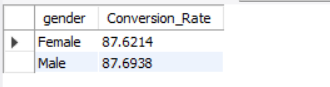 gender Conversion_Rate
Female 87.6214
Male 87.6938